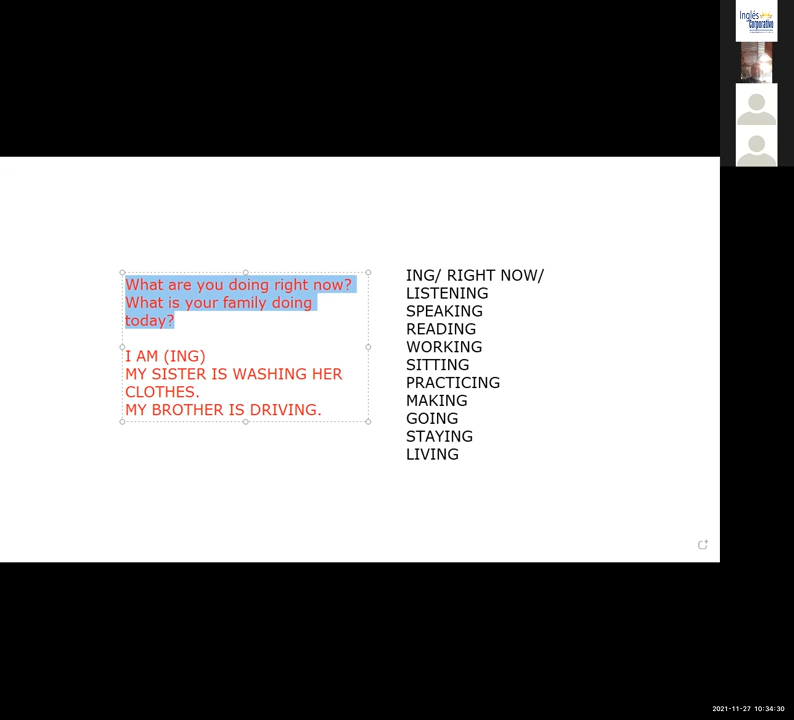 Inglés
Corporativo
What are you doing right now?
What is your family doing
today?
I AM (ING)
MY SISTER IS WASHING HER
CLOTHES.
MY BROTHER IS DRIVING.
ING/ RIGHT NOW/
LISTENING
SPEAKING
READING
WORKING
SITTING
PRACTICING
MAKING
GOING
STAYING
LIVING
2021-11-27 10:34:30